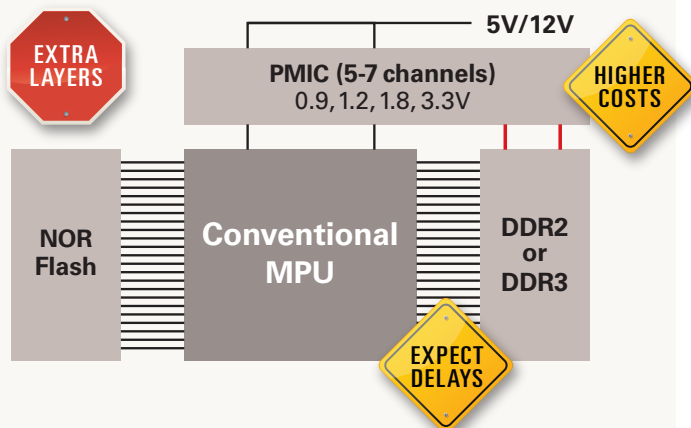 EXTRA
LAYERS
5V/12V
PMIC (5-7 channels)
0.9, 1.2, 1.8, 3.3V
HIGHER
COSTS
NOR
Flash
Conventional
MPU
DDR2
or
DDR3
EXPECT
DELAYS